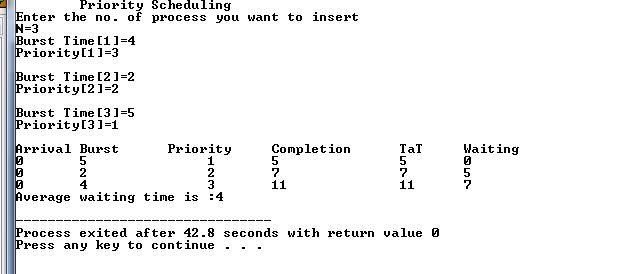 Priority Scheduling
Enter the no. of process you want to insert
N=3
Burst Time[1]=4
Priority[1]=3
Burst Time[2]=2
Priority[2]=2
Burst Time[3]=5
Priority[3]=1
Arrival Burst Priority Completion TaT Waiting
0 5 1 5 5 0
0 2 2 7 7 5
0 4 3 11 11 7
Average waiting time is :4
--------------------------------
Process exited after 42.8 seconds with return value 0
Press any key to continue . . .